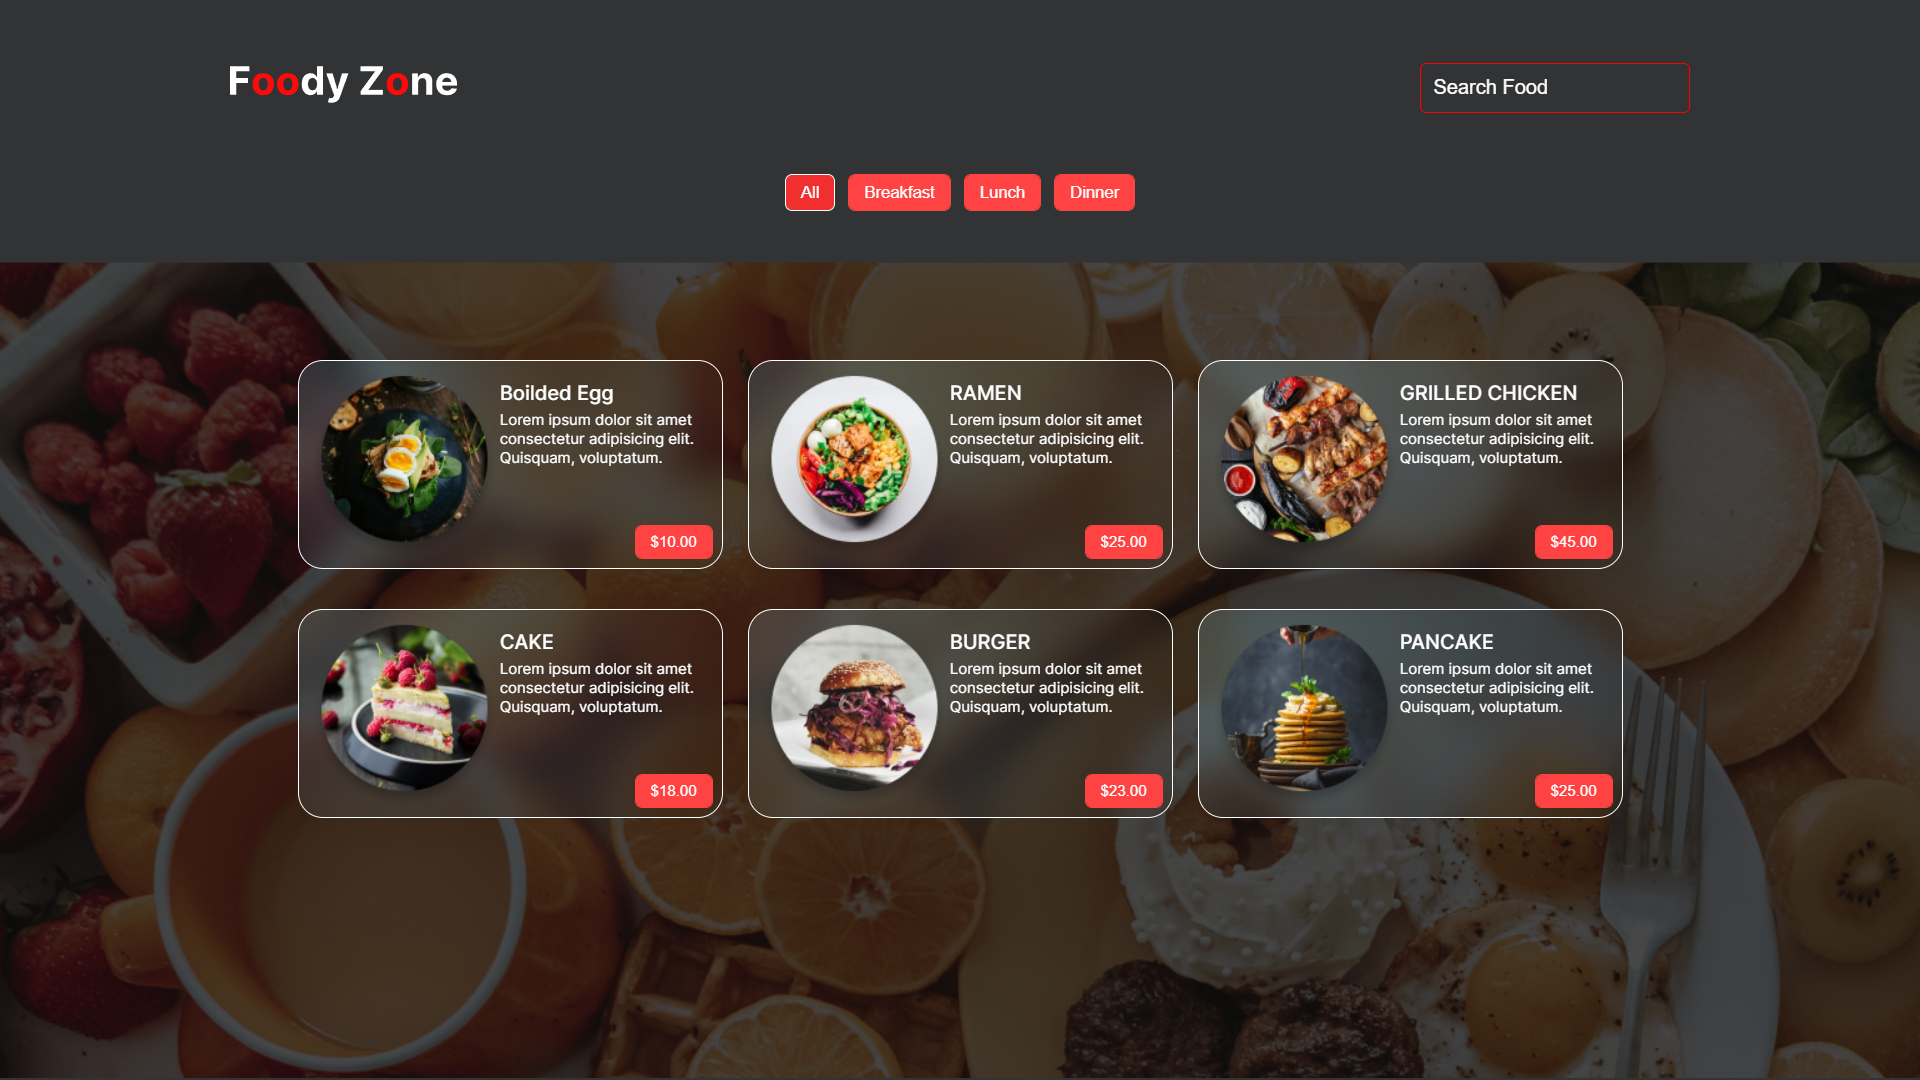 Foody Zone
Search Food
All
Breakfast
Lunch
Dinner
Boilded Egg
Lorem ipsum dolor sit amet
consectetur adipisicing elit.
Quisquam, voluptatum.
$10.00
RAMEN
Lorem ipsum dolor sit amet
consectetur adipisicing elit.
Quisquam, voluptatum.
$25.00
GRILLED CHICKEN
Lorem ipsum dolor sit amet
consectetur adipisicing elit.
Quisquam, voluptatum.
$45.00
CAKE
Lorem ipsum dolor sit amet
consectetur adipisicing elit.
Quisquam, voluptatum.
$18.00
BURGER
Lorem ipsum dolor sit amet
consectetur adipisicing elit.
Quisquam, voluptatum.
$23.00
PANCAKE
Lorem ipsum dolor sit amet
consectetur adipisicing elit.
Quisquam, voluptatum.
$25.00